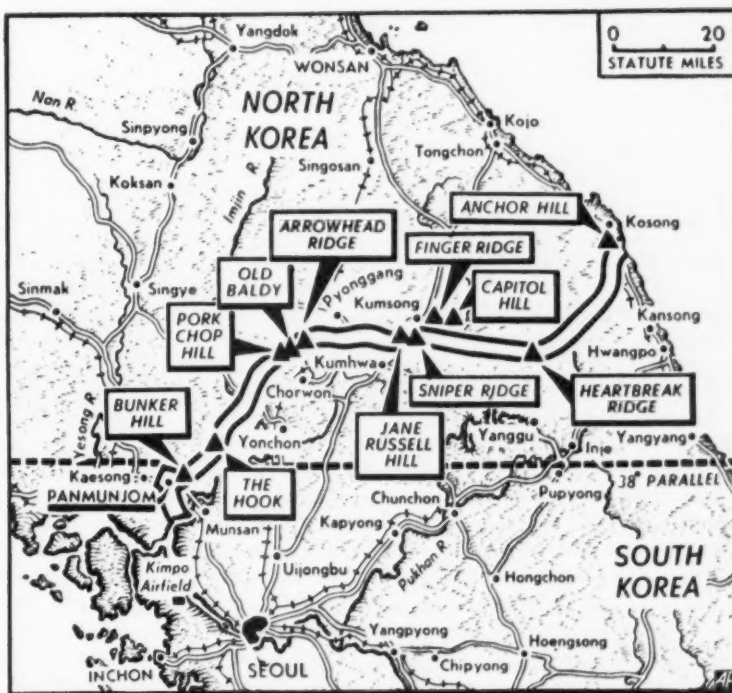 0 20
STATUTE MILES
Yangdok
WONSAN
Nan R.
NORTH
KOREA
Kojo
Sinpyong
Tongchon
Singosan
Koksan
Imjin R.
ANCHOR HILL
Kosong
ARROWHEAD
RIDGE
FINGER RIDGE
OLD
BALDY
Pyonggang
CAPITOL
HILL
Sinmak
Singye
Kumsong
PORK
CHOP
HILL
Kansong
Kumhwa
Hwangpo
Chorwon
SNIPER RIDGE
HEARTBREAK
RIDGE
BUNKER
HILL
JANE
RUSSELL
HILL
Yesong R.
Yonchon
Yanggu
Inje
Yangyang
Kaesong
PANMUNJOM
THE
HOOK
38° PARALLEL
Chunchon
Pupyong
Munsan
Kapyong
SOUTH
KOREA
Kimpo
Airfield
Uijongbu
Pukhan R.
Hongchon
Yangpyong
Hoengsong
INCHON
SEOUL
Chipyong
AP